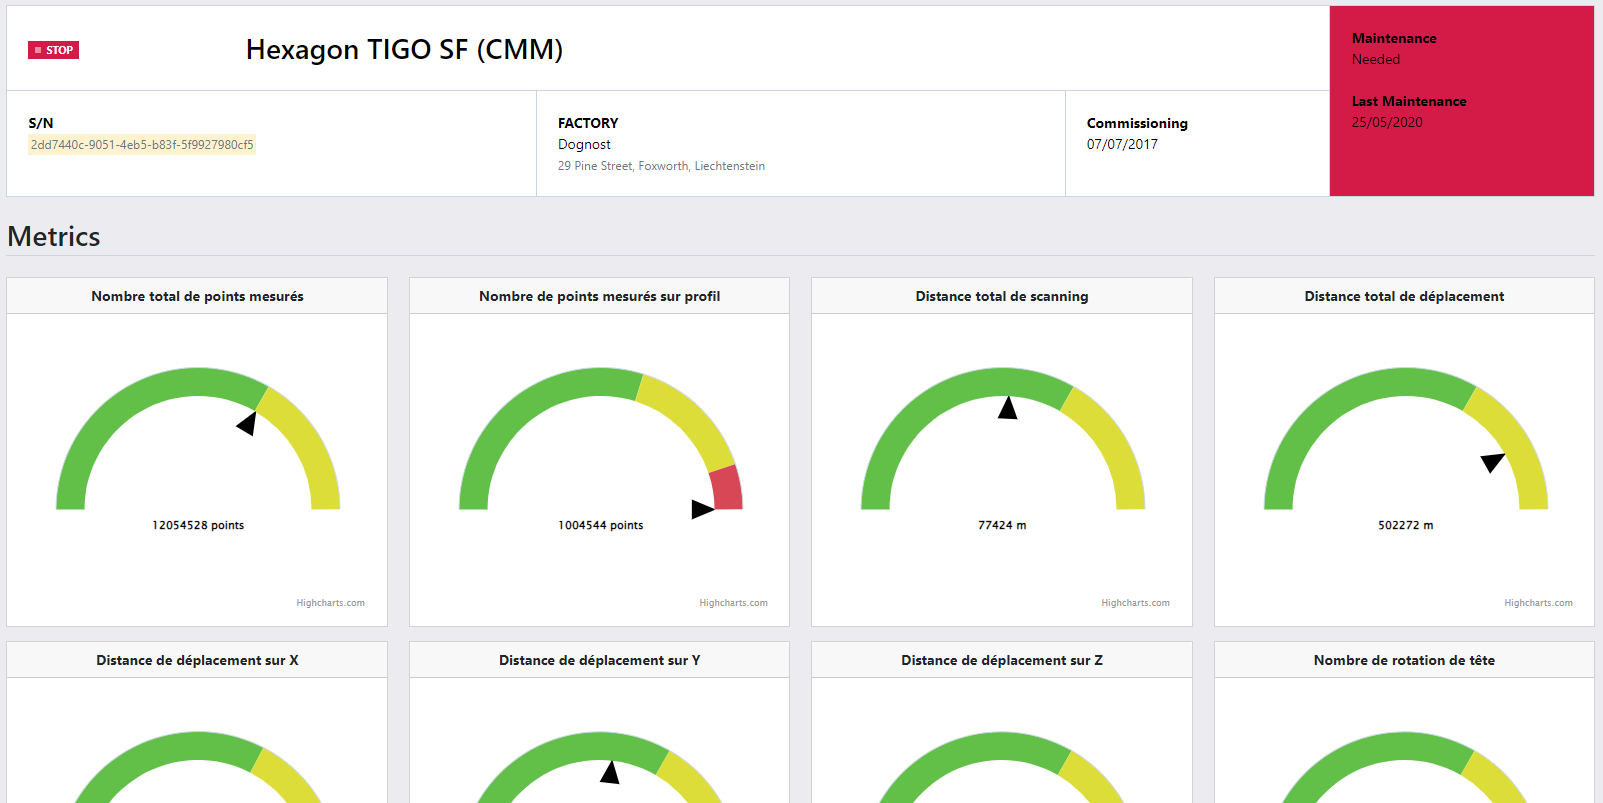 STOP
Hexagon TIGO SF (CMM)
Maintenance
Needed
Last Maintenance
25/05/2020
S/N
2dd7440c-9051-4eb5-b83f-5f9927980cf5
FACTORY
Dognost
29 Pine Street, Foxworth, Liechtenstein
Commissioning
07/07/2017
Metrics
Nombre total de points mesurés
12054528 points
Highcharts.com
Nombre de points mesurés sur profil
1004544 points
Highcharts.com
Distance total de scanning
77424 m
Highcharts.com
Distance total de déplacement
502272 m
Highcharts.com
Distance de déplacement sur X
Distance de déplacement sur Y
Distance de déplacement sur Z
Nombre de rotation de tête